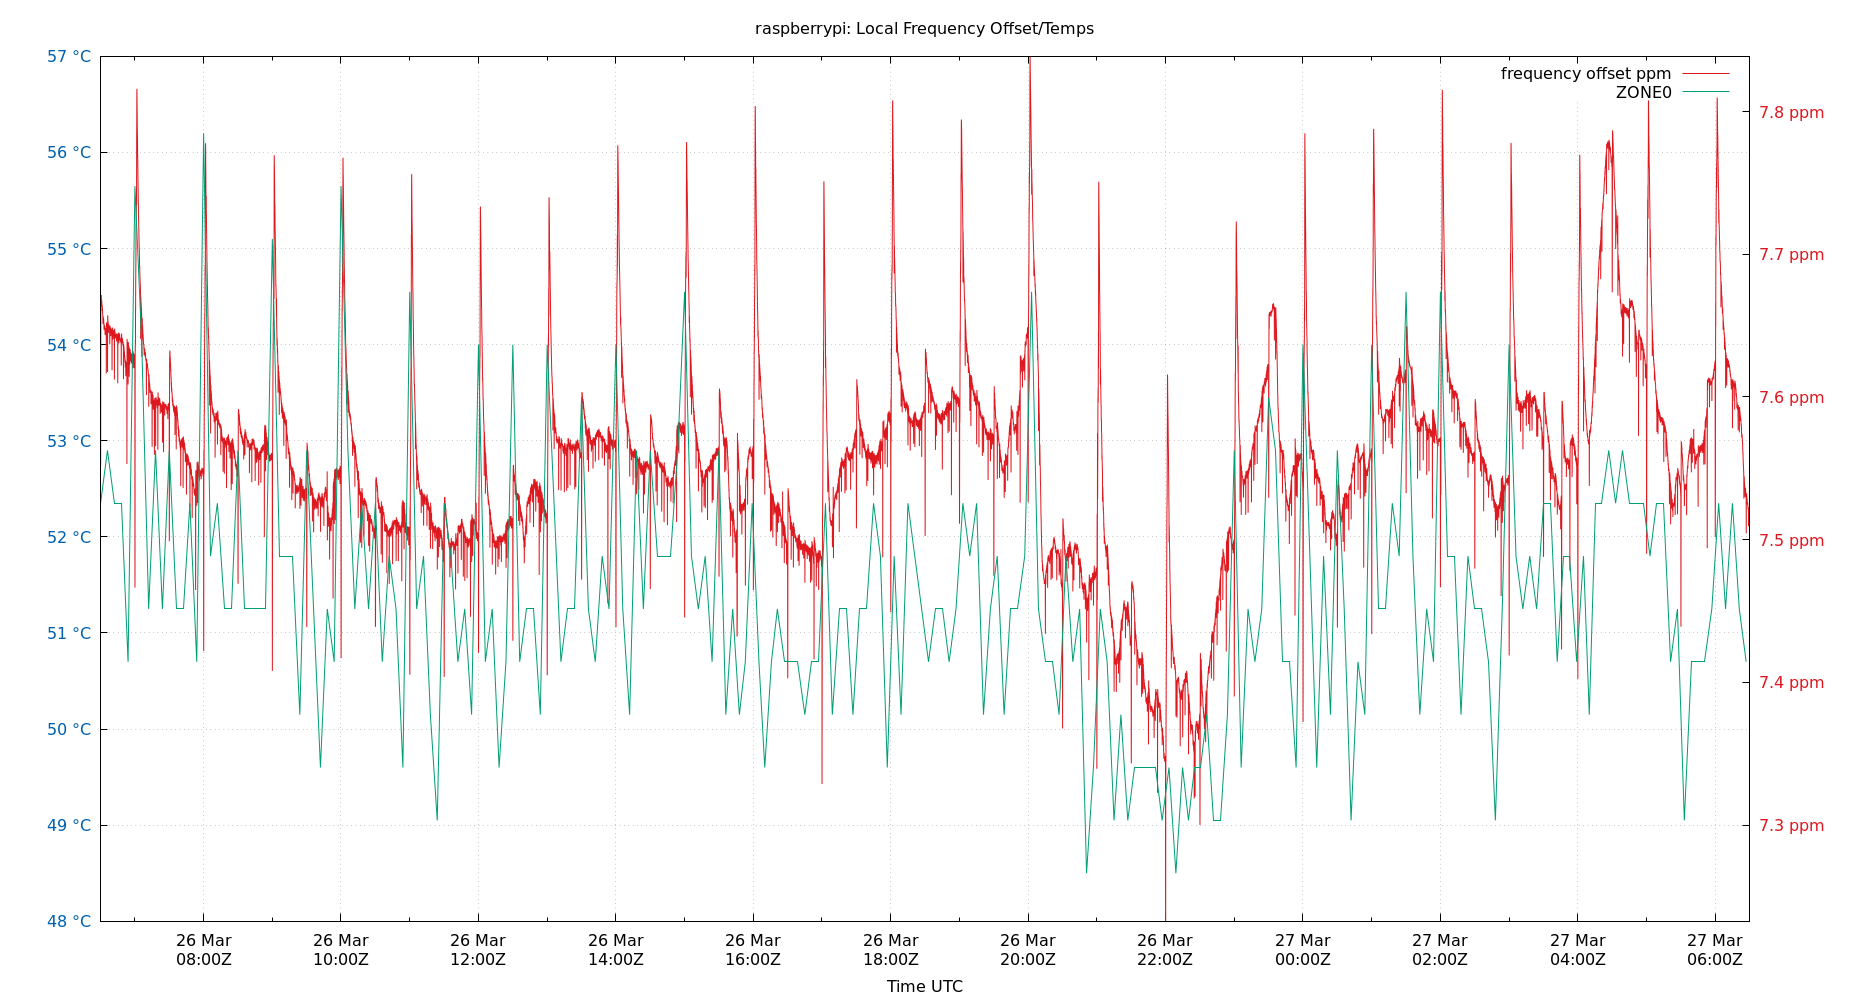 raspberrypi: Local Frequency Offset/Temps
57 °C
56 °C
55 °C
54 °C
53 °C
52 °C
51 °C
50 °C
49 °C
48 °C
frequency offset ppm
ZONE0
7.8 ppm
7.7 ppm
7.6 ppm
7.5 ppm
7.4 ppm
7.3 ppm
26 Mar
08:00Z
26 Mar
10:00Z
26 Mar
12:00Z
26 Mar
14:00Z
26 Mar
16:00Z
26 Mar
18:00Z
26 Mar
20:00Z
26 Mar
22:00Z
27 Mar
00:00Z
27 Mar
02:00Z
27 Mar
04:00Z
27 Mar
06:00Z
Time UTC